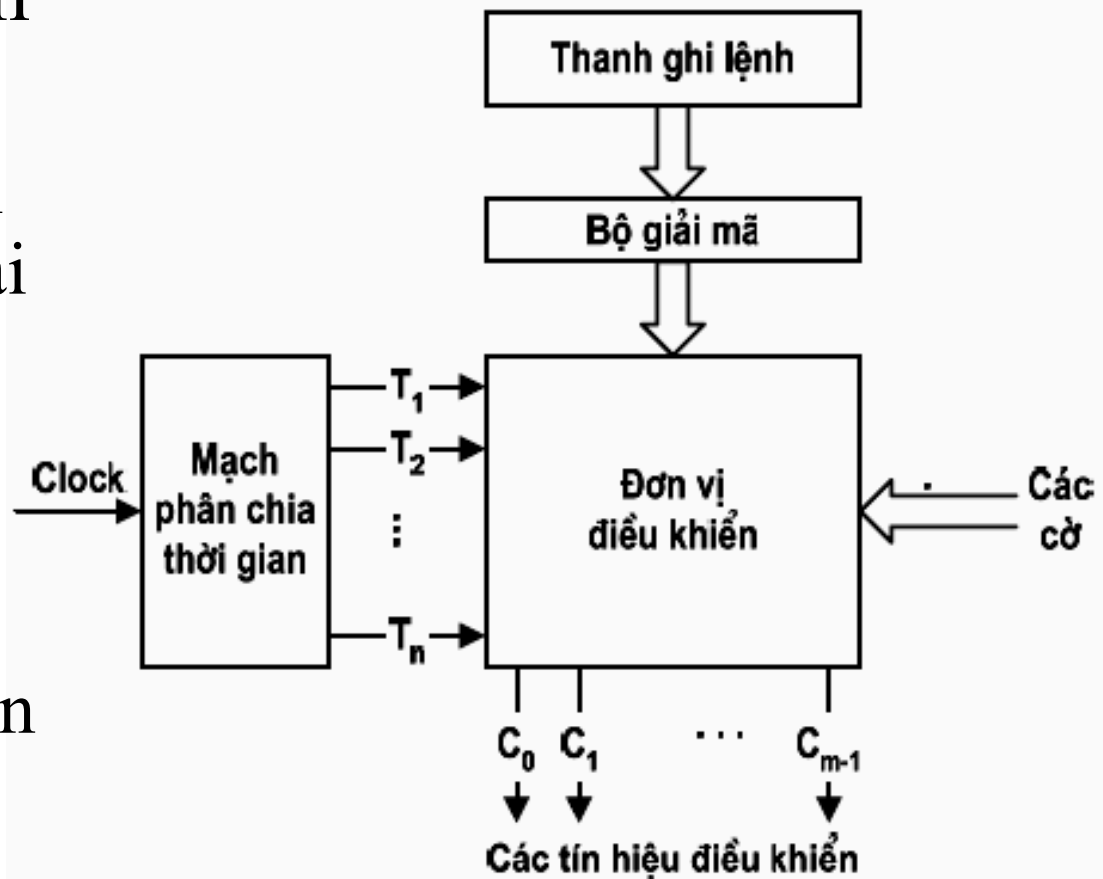 Thanh ghi lệnh
Bộ giải mã
ai
T1
T2
Clock
Mạch
phân chia
thời gian
⋮
Đơn vị
điều khiển
Các
cờ
Tn
n
C0 C1 ... Cm-1
Các tín hiệu điều khiển